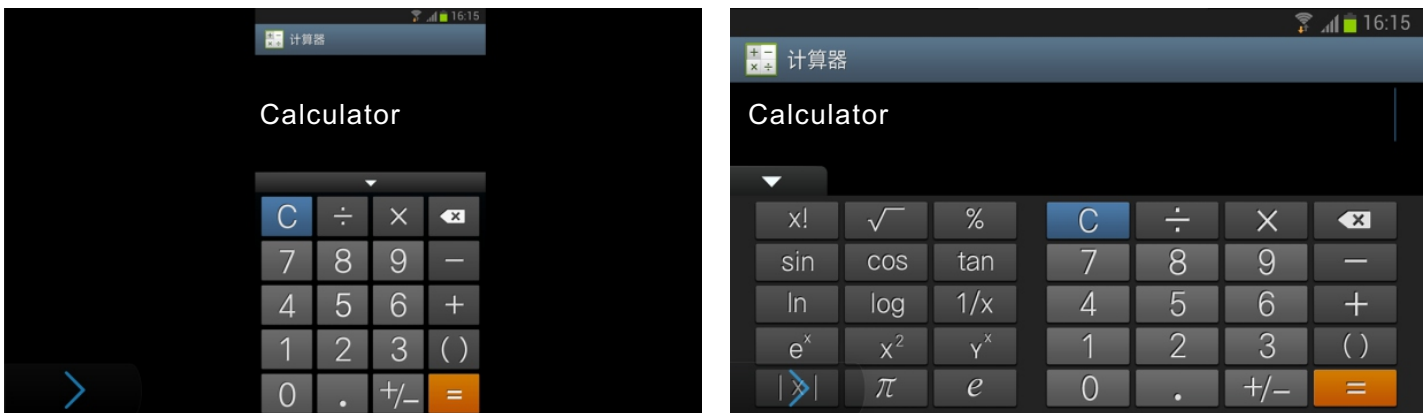 16:15
计算器
Calculator
C ÷ ×
7 8 9 −
4 5 6 +
1 2 3 ( )
0 . +/− =
16:15
+ − × ÷
计算器
Calculator
x! √ % C ÷ ×
sin cos tan 7 8 9 −
ln log 1/x 4 5 6 +
eˣ x² Yˣ 1 2 3 ( )
|x| π e 0 . +/− =